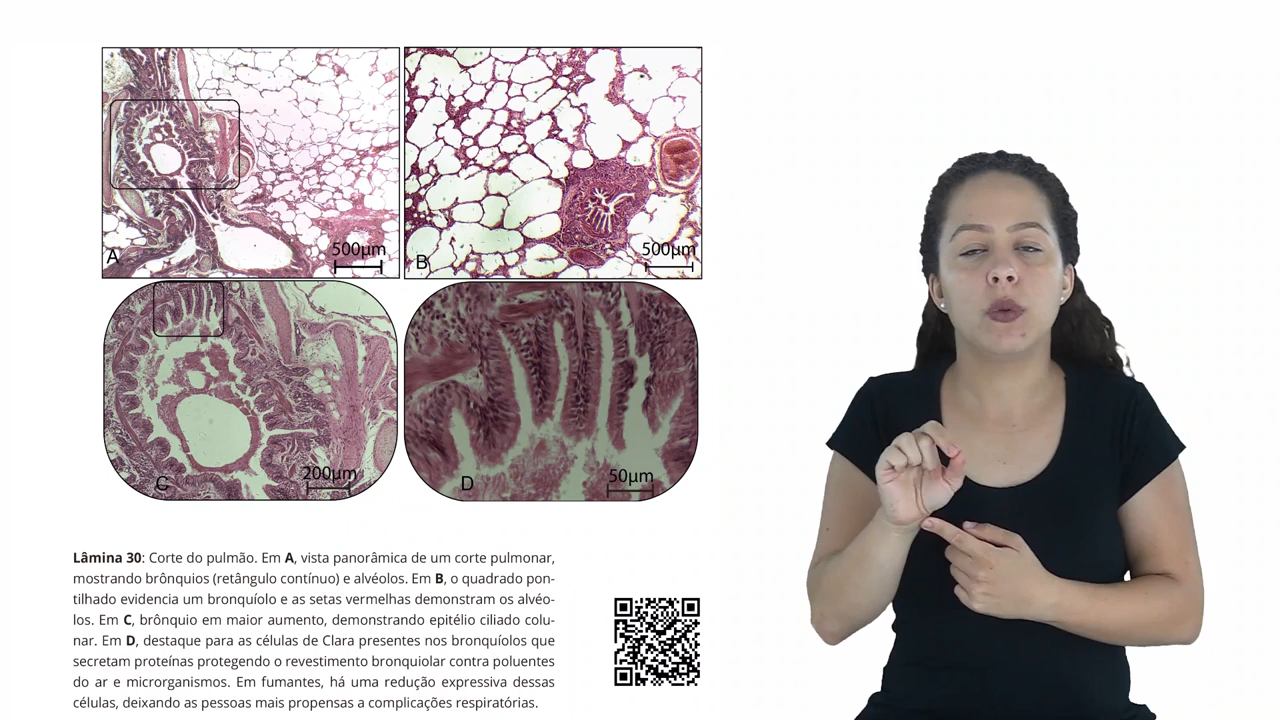 A
500µm
B
500µm
C
200µm
D
50µm
Lâmina 30: Corte do pulmão. Em A, vista panorâmica de um corte pulmonar,
mostrando brônquios (retângulo contínuo) e alvéolos. Em B, o quadrado pon-
tilhado evidencia um bronquíolo e as setas vermelhas demonstram os alvéo-
los. Em C, brônquio em maior aumento, demonstrando epitélio ciliado colu-
nar. Em D, destaque para as células de Clara presentes nos bronquíolos que
secretam proteínas protegendo o revestimento bronquiolar contra poluentes
do ar e microrganismos. Em fumantes, há uma redução expressiva dessas
células, deixando as pessoas mais propensas a complicações respiratórias.